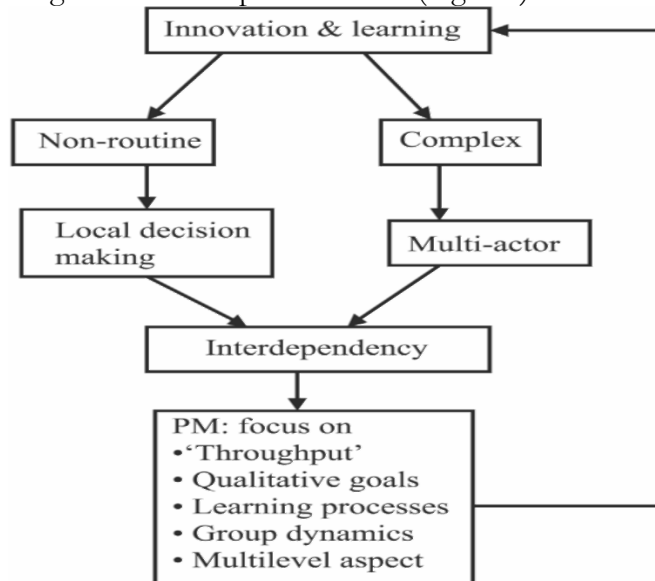 Innovation & learning
Non-routine
Complex
Local decision
making
Multi-actor
Interdependency
PM: focus on
•‘Throughput’
• Qualitative goals
• Learning processes
• Group dynamics
• Multilevel aspect